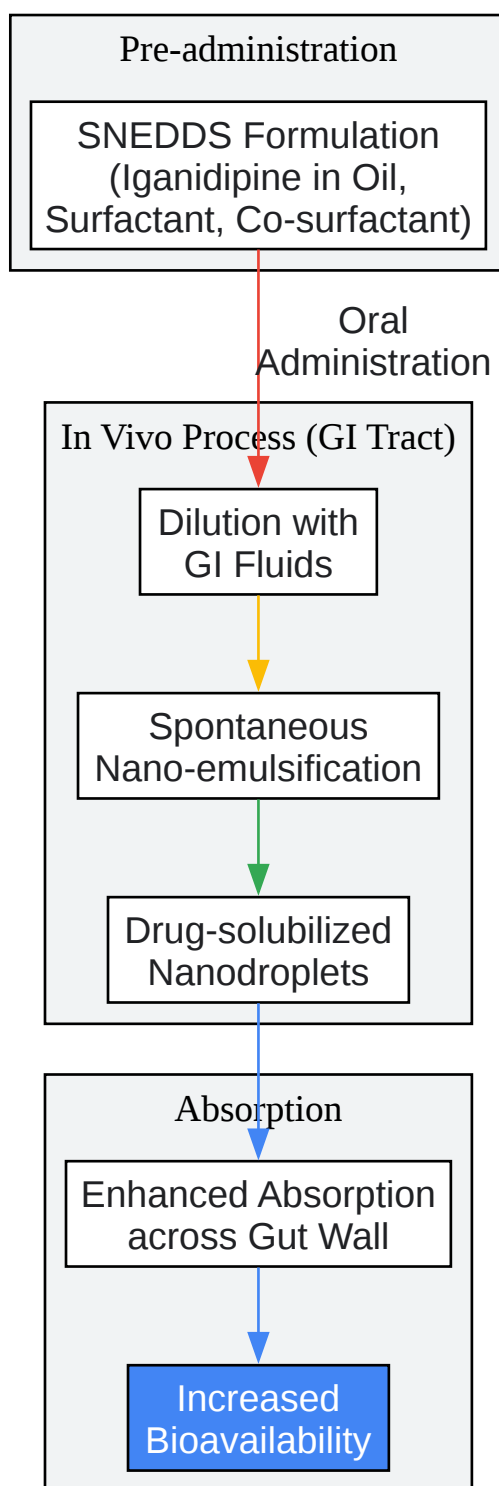 Pre-administration
SNEDDS Formulation
(Iganidipine in Oil,
Surfactant, Co-surfactant)
Oral
Administration
In Vivo Process (GI Tract)
Dilution with
GI Fluids
Spontaneous
Nano-emulsification
Drug-solubilized
Nanodroplets
Absorption
Enhanced Absorption
across Gut Wall
Increased
Bioavailability